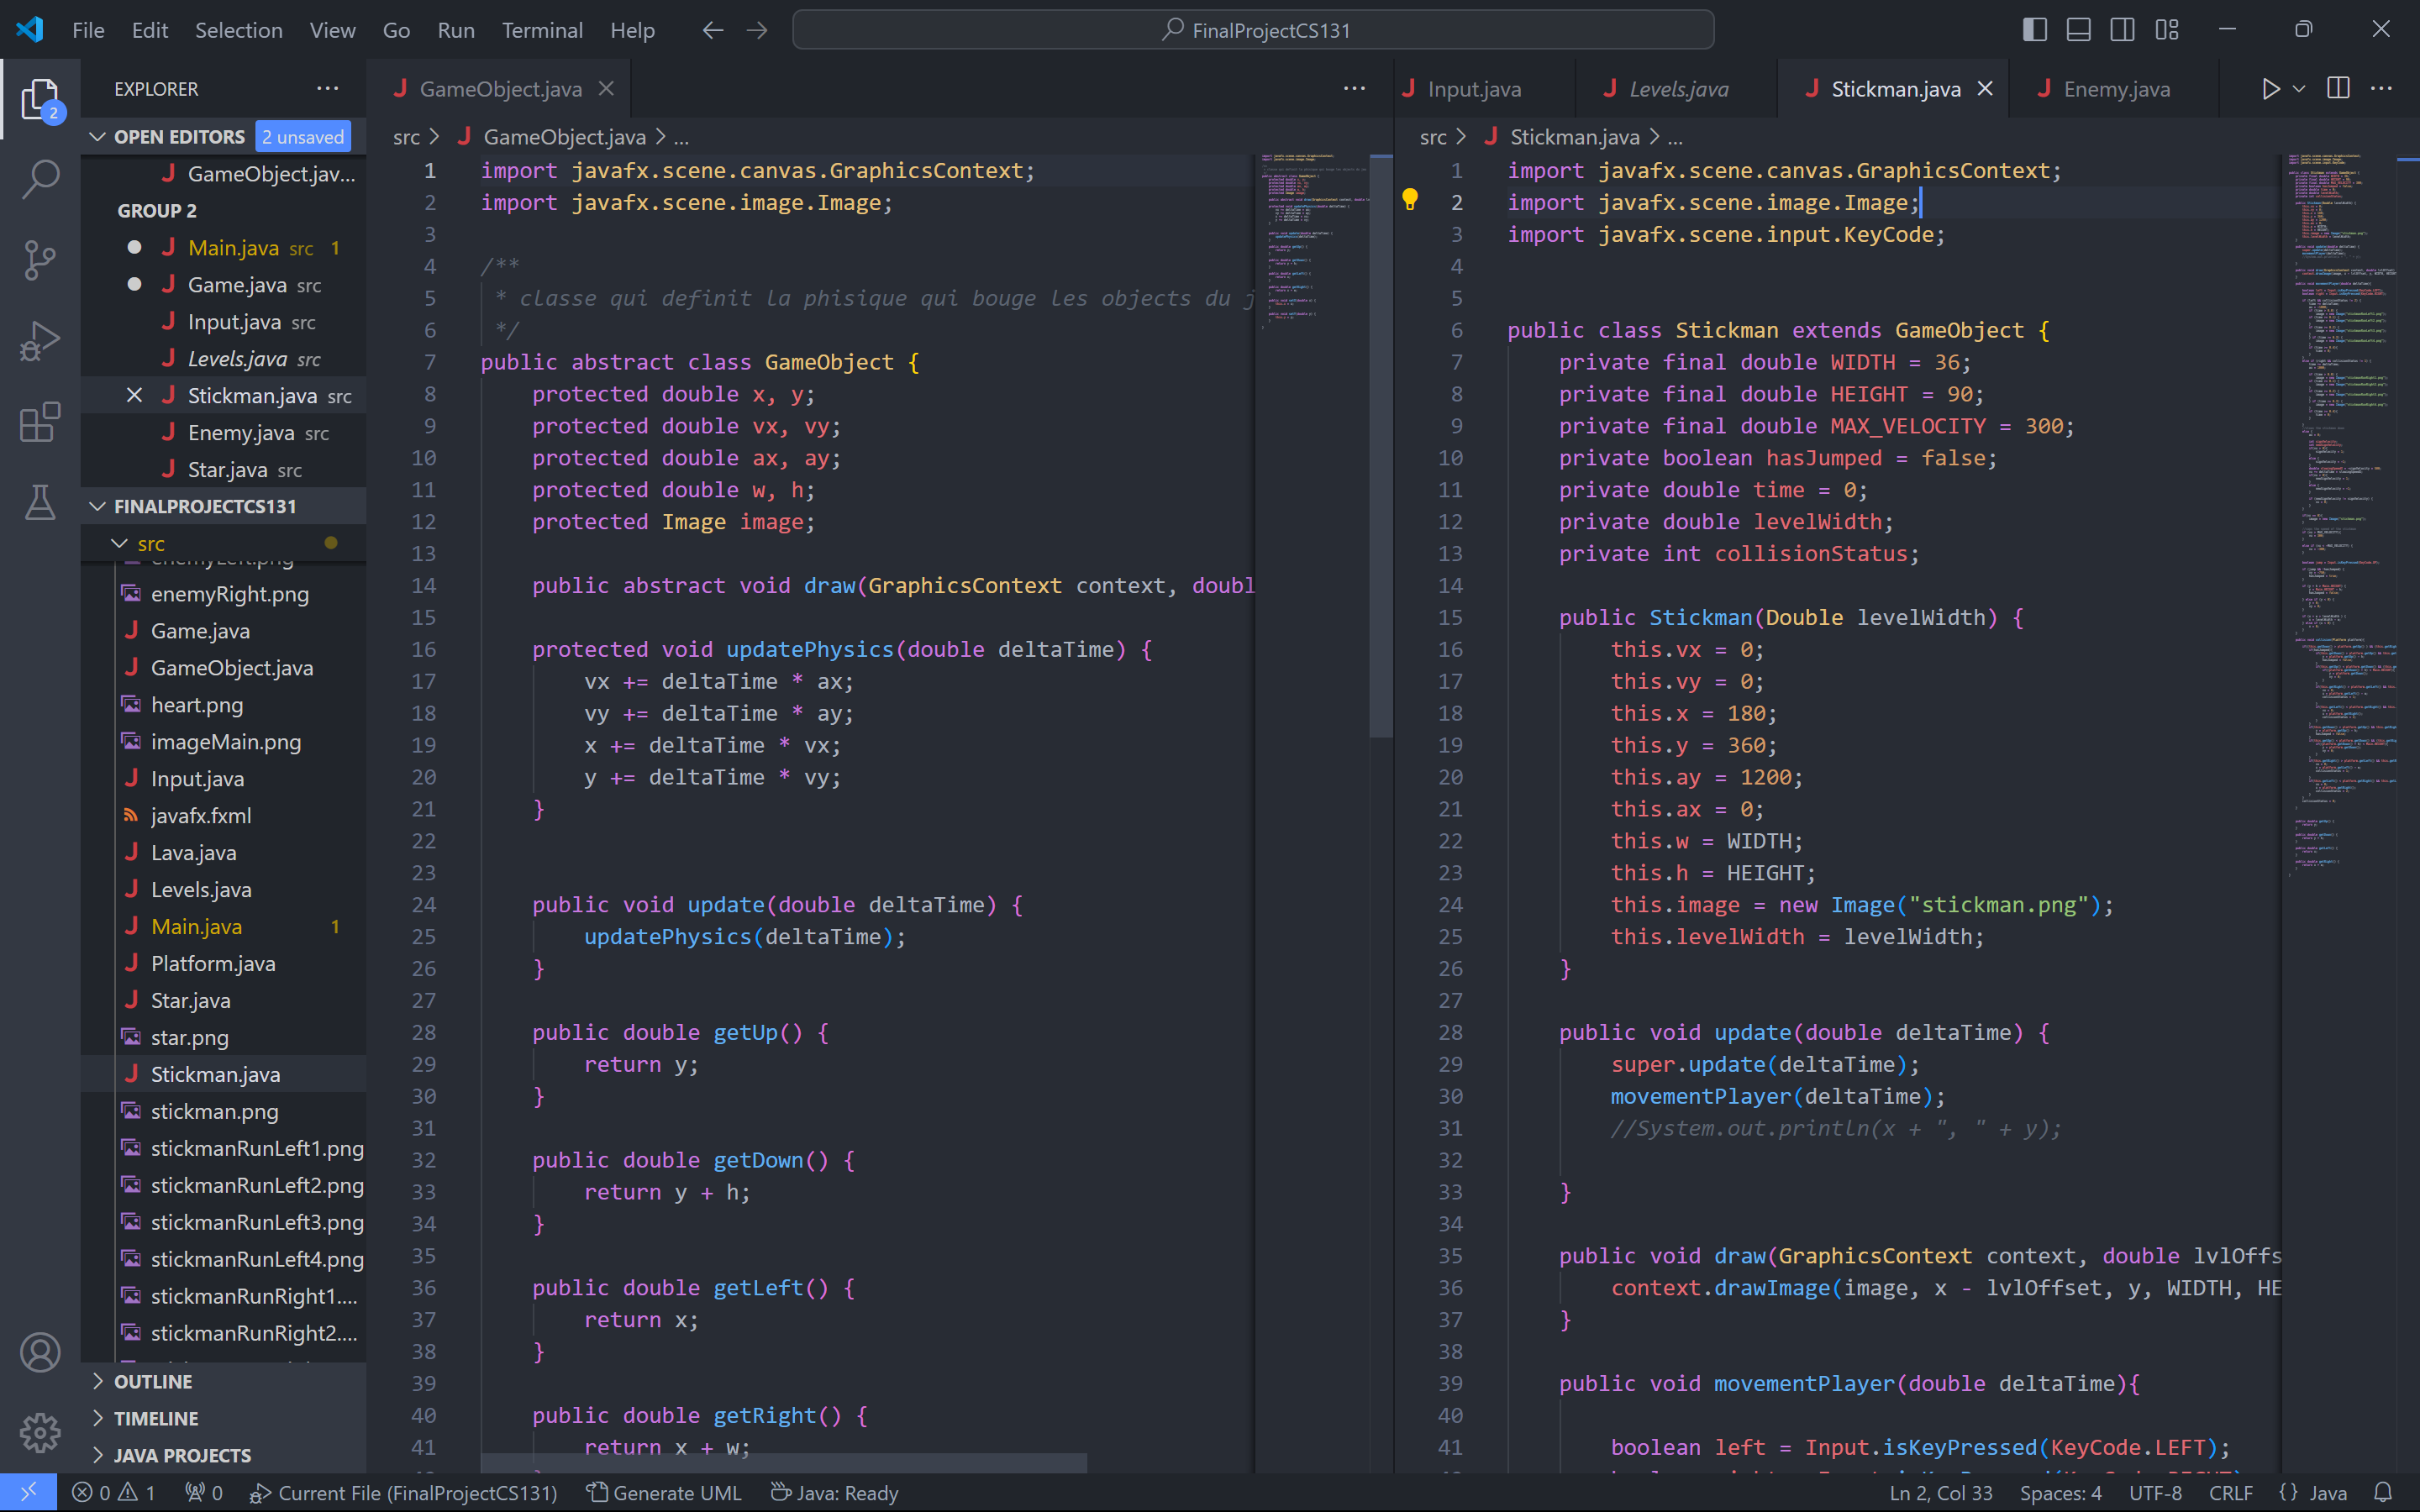 File Edit Selection View Go Run Terminal Help
FinalProjectCS131
EXPLORER
OPEN EDITORS 2 unsaved
GameObject.jav...
GROUP 2
Main.java src 1
Game.java src
Input.java src
Levels.java src
Stickman.java src
Enemy.java src
Star.java src
FINALPROJECTCS131
src
enemyLeft.png
enemyRight.png
Game.java
GameObject.java
heart.png
imageMain.png
Input.java
javafx.fxml
Lava.java
Levels.java
Main.java 1
Platform.java
Star.java
star.png
Stickman.java
stickman.png
stickmanRunLeft1.png
stickmanRunLeft2.png
stickmanRunLeft3.png
stickmanRunLeft4.png
stickmanRunRight1....
stickmanRunRight2....
OUTLINE
TIMELINE
JAVA PROJECTS
2
GameObject.java
src > GameObject.java > ...
1 import javafx.scene.canvas.GraphicsContext;
2 import javafx.scene.image.Image;
3
4 /**
5 * classe qui definit la phisique qui bouge les objects du j
6 */
7 public abstract class GameObject {
8 protected double x, y;
9 protected double vx, vy;
10 protected double ax, ay;
11 protected double w, h;
12 protected Image image;
13
14 public abstract void draw(GraphicsContext context, doubl
15
16 protected void updatePhysics(double deltaTime) {
17 vx += deltaTime * ax;
18 vy += deltaTime * ay;
19 x += deltaTime * vx;
20 y += deltaTime * vy;
21 }
22
23
24 public void update(double deltaTime) {
25 updatePhysics(deltaTime);
26 }
27
28 public double getUp() {
29 return y;
30 }
31
32 public double getDown() {
33 return y + h;
34 }
35
36 public double getLeft() {
37 return x;
38 }
39
40 public double getRight() {
41 return x + w;
Input.java Levels.java Stickman.java Enemy.java
src > Stickman.java > ...
1 import javafx.scene.canvas.GraphicsContext;
2 import javafx.scene.image.Image;
3 import javafx.scene.input.KeyCode;
4
5
6 public class Stickman extends GameObject {
7 private final double WIDTH = 36;
8 private final double HEIGHT = 90;
9 private final double MAX_VELOCITY = 300;
10 private boolean hasJumped = false;
11 private double time = 0;
12 private double levelWidth;
13 private int collisionStatus;
14
15 public Stickman(Double levelWidth) {
16 this.vx = 0;
17 this.vy = 0;
18 this.x = 180;
19 this.y = 360;
20 this.ay = 1200;
21 this.ax = 0;
22 this.w = WIDTH;
23 this.h = HEIGHT;
24 this.image = new Image("stickman.png");
25 this.levelWidth = levelWidth;
26 }
27
28 public void update(double deltaTime) {
29 super.update(deltaTime);
30 movementPlayer(deltaTime);
31 //System.out.println(x + ", " + y);
32
33 }
34
35 public void draw(GraphicsContext context, double lvlOffs
36 context.drawImage(image, x - lvlOffset, y, WIDTH, HE
37 }
38
39 public void movementPlayer(double deltaTime){
40
41 boolean left = Input.isKeyPressed(KeyCode.LEFT);
0 1 0 Current File (FinalProjectCS131) Generate UML Java: Ready
Ln 2, Col 33 Spaces: 4 UTF-8 CRLF {} Java